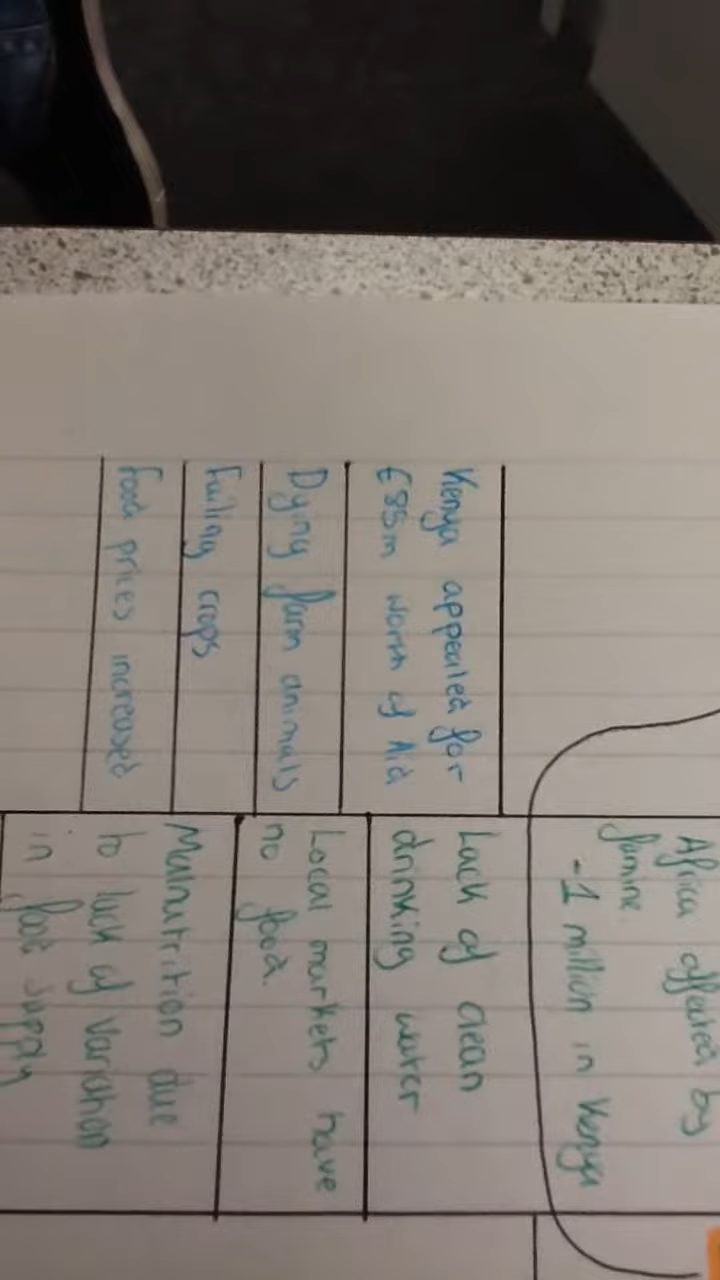 Kenya appealed for
£85m worth of Aid
Dying farm animals
Failing crops
Food prices increased
Africa affected by
famine
-1 million in Kenya
Lack of clean
drinking water
Local markets have
no food.
Malnutrition due
to lack of variation
in food supply